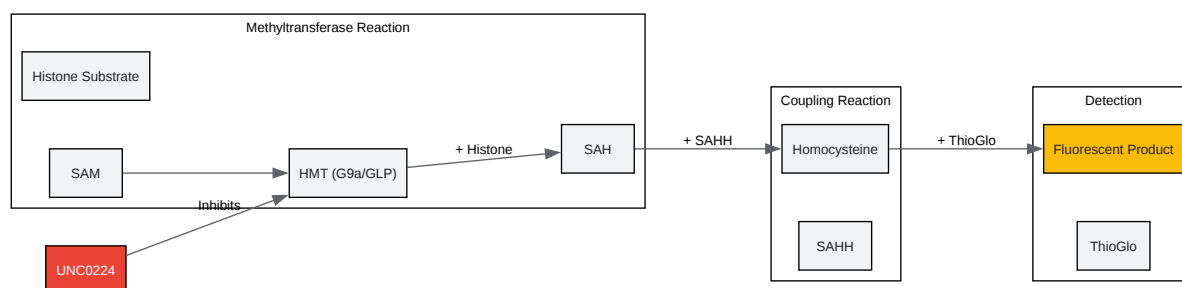 Methyltransferase Reaction
Histone Substrate
SAM
Inhibits
HMT (G9a/GLP)
+ Histone
SAH
UNC0224
+ SAHH
Coupling Reaction
Homocysteine
SAHH
+ ThioGlo
Detection
Fluorescent Product
ThioGlo